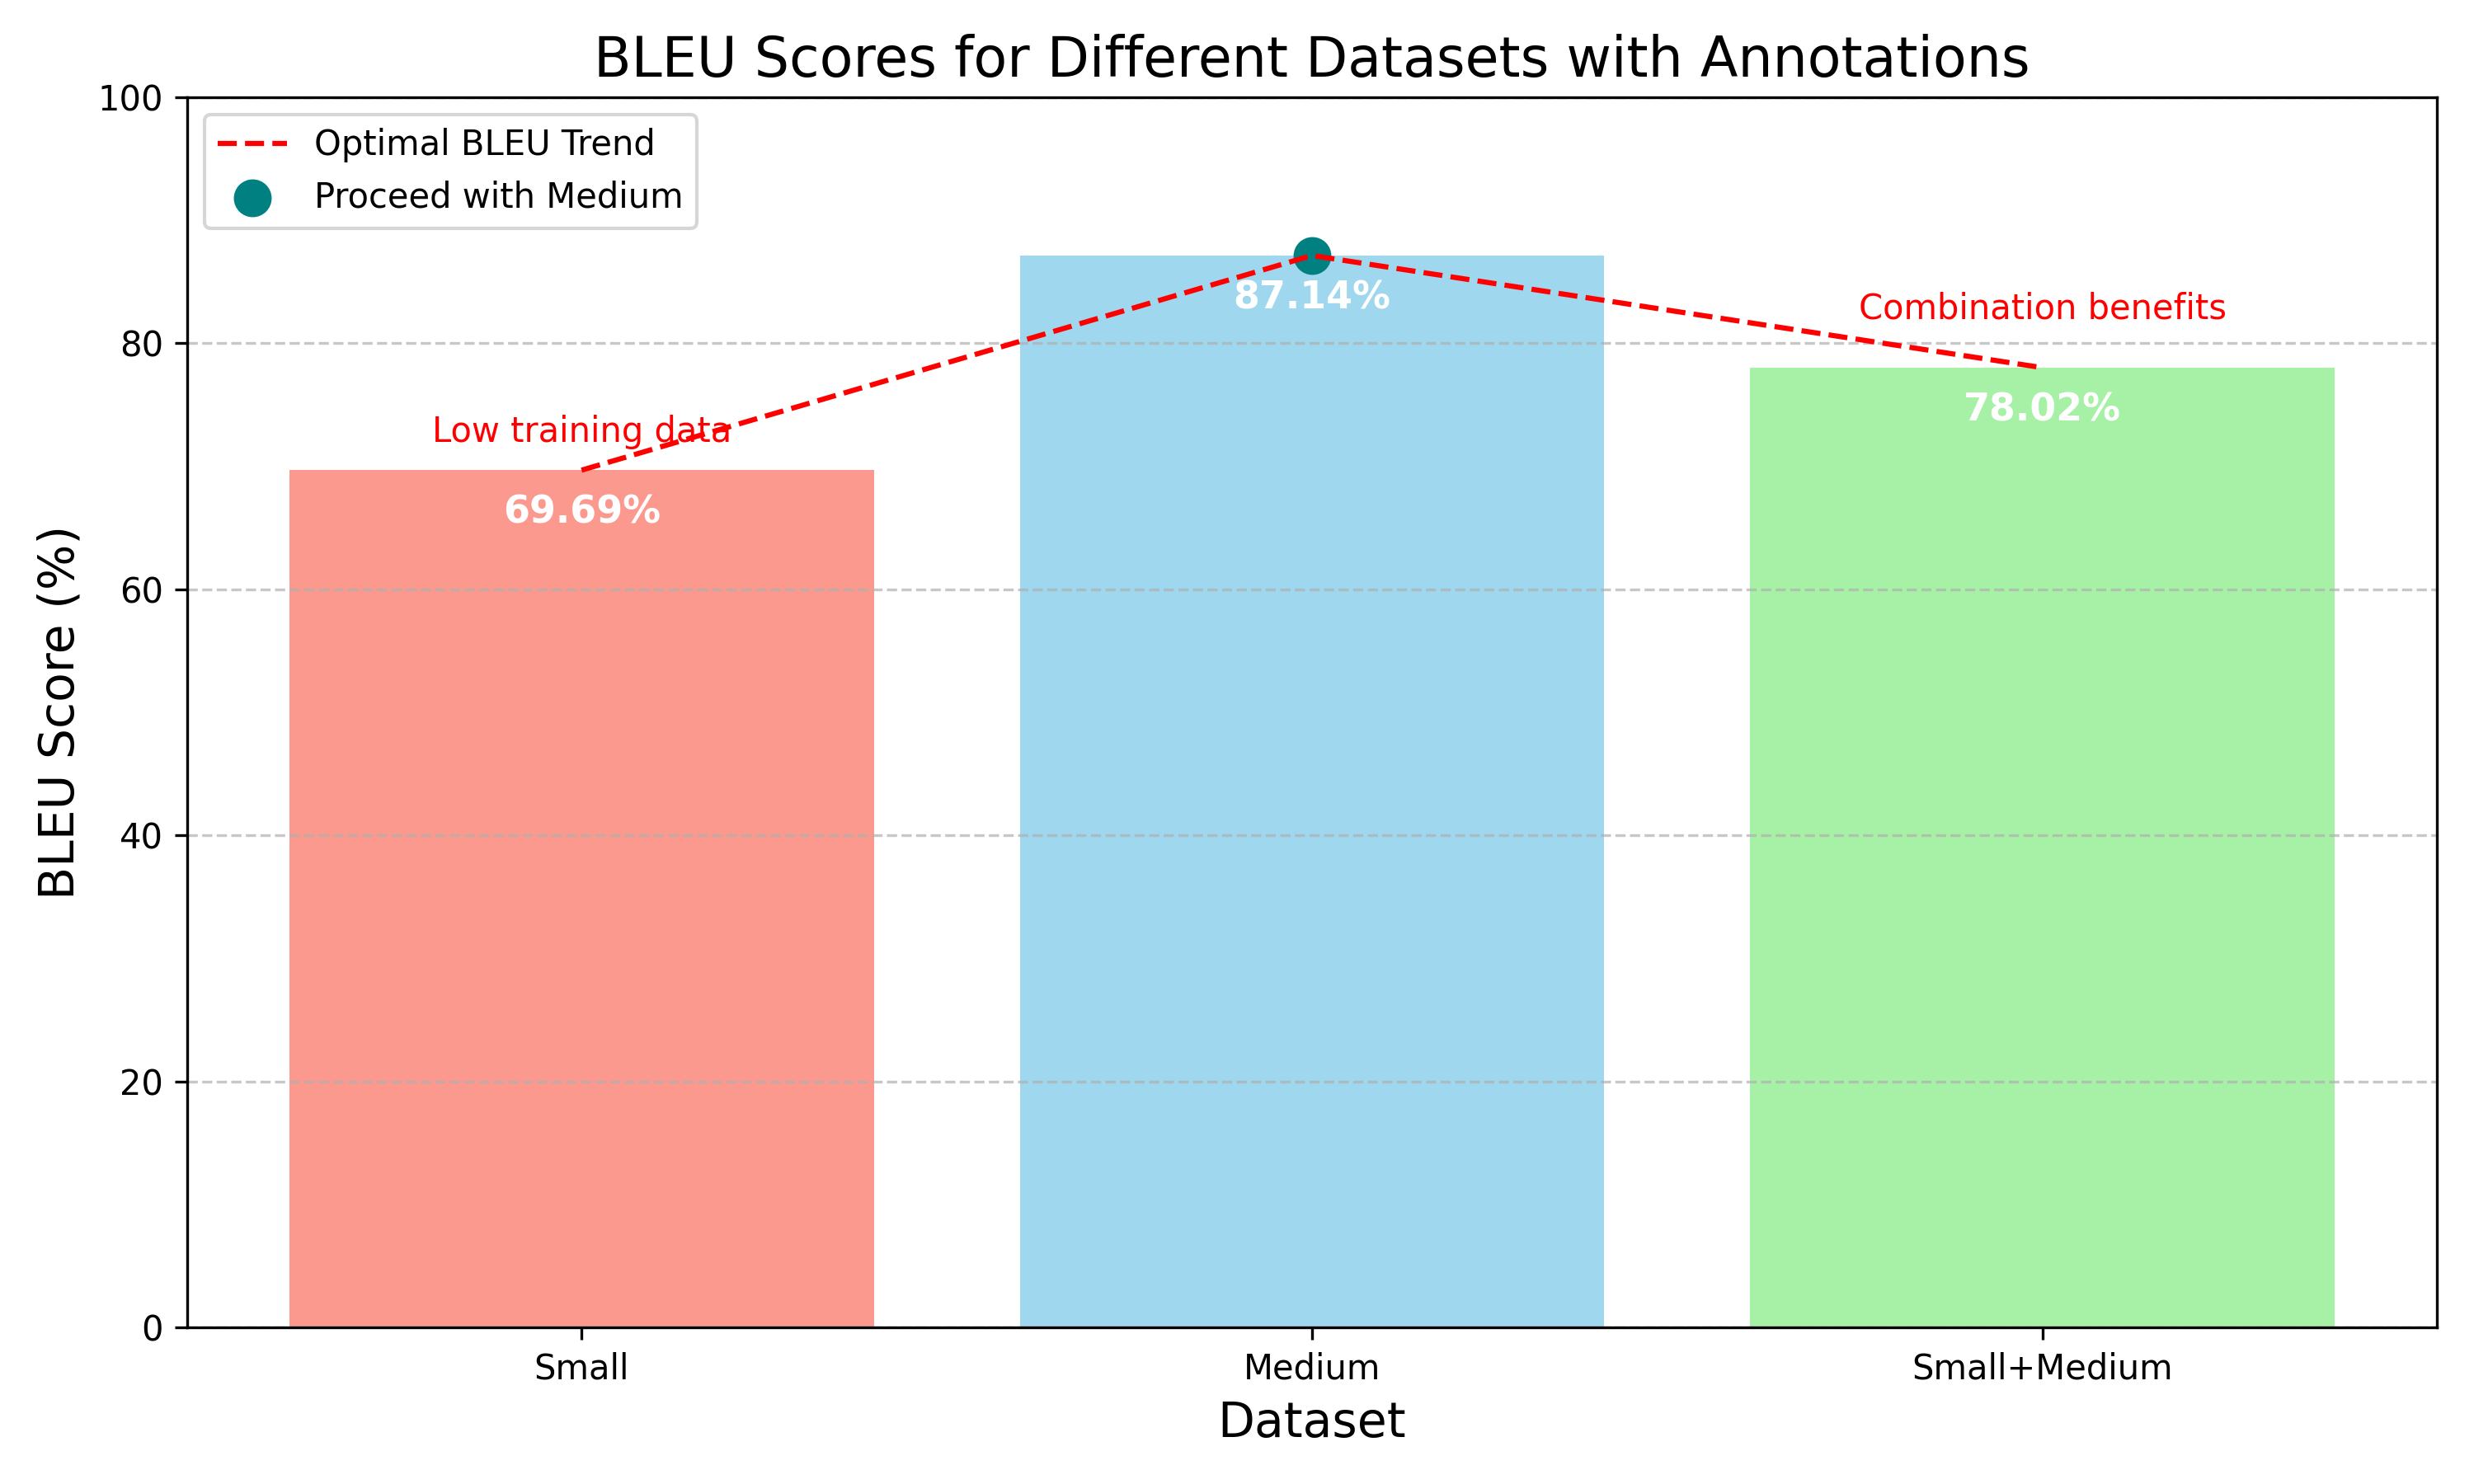 BLEU Scores for Different Datasets with Annotations
100
80
60
40
20
0
BLEU Score (%)
Optimal BLEU Trend
Proceed with Medium
Low training data
Combination benefits
69.69%
87.14%
78.02%
Small
Medium
Small+Medium
Dataset